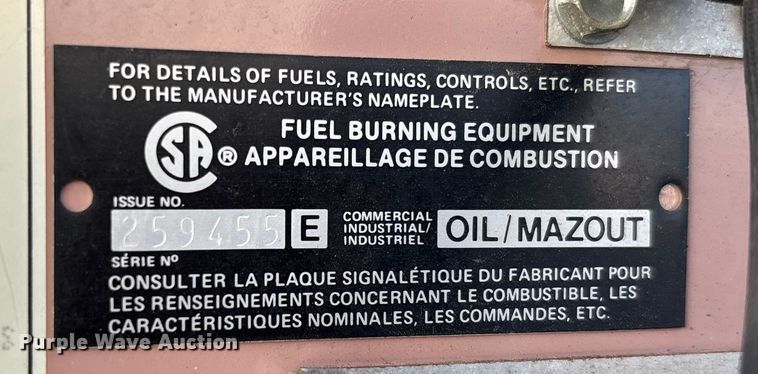 FOR DETAILS OF FUELS, RATINGS, CONTROLS, ETC., REFER
TO THE MANUFACTURER'S NAMEPLATE.
SA ® FUEL BURNING EQUIPMENT
APPAREILLAGE DE COMBUSTION
ISSUE NO.
259455 E COMMERCIAL INDUSTRIAL/ INDUSTRIEL OIL/MAZOUT
SÉRIE Nº
CONSULTER LA PLAQUE SIGNALÉTIQUE DU FABRICANT POUR
LES RENSEIGNEMENTS CONCERNANT LE COMBUSTIBLE, LES
CARACTÉRISTIQUES NOMINALES, LES COMMANDES, ETC.
Purple Wave Auction